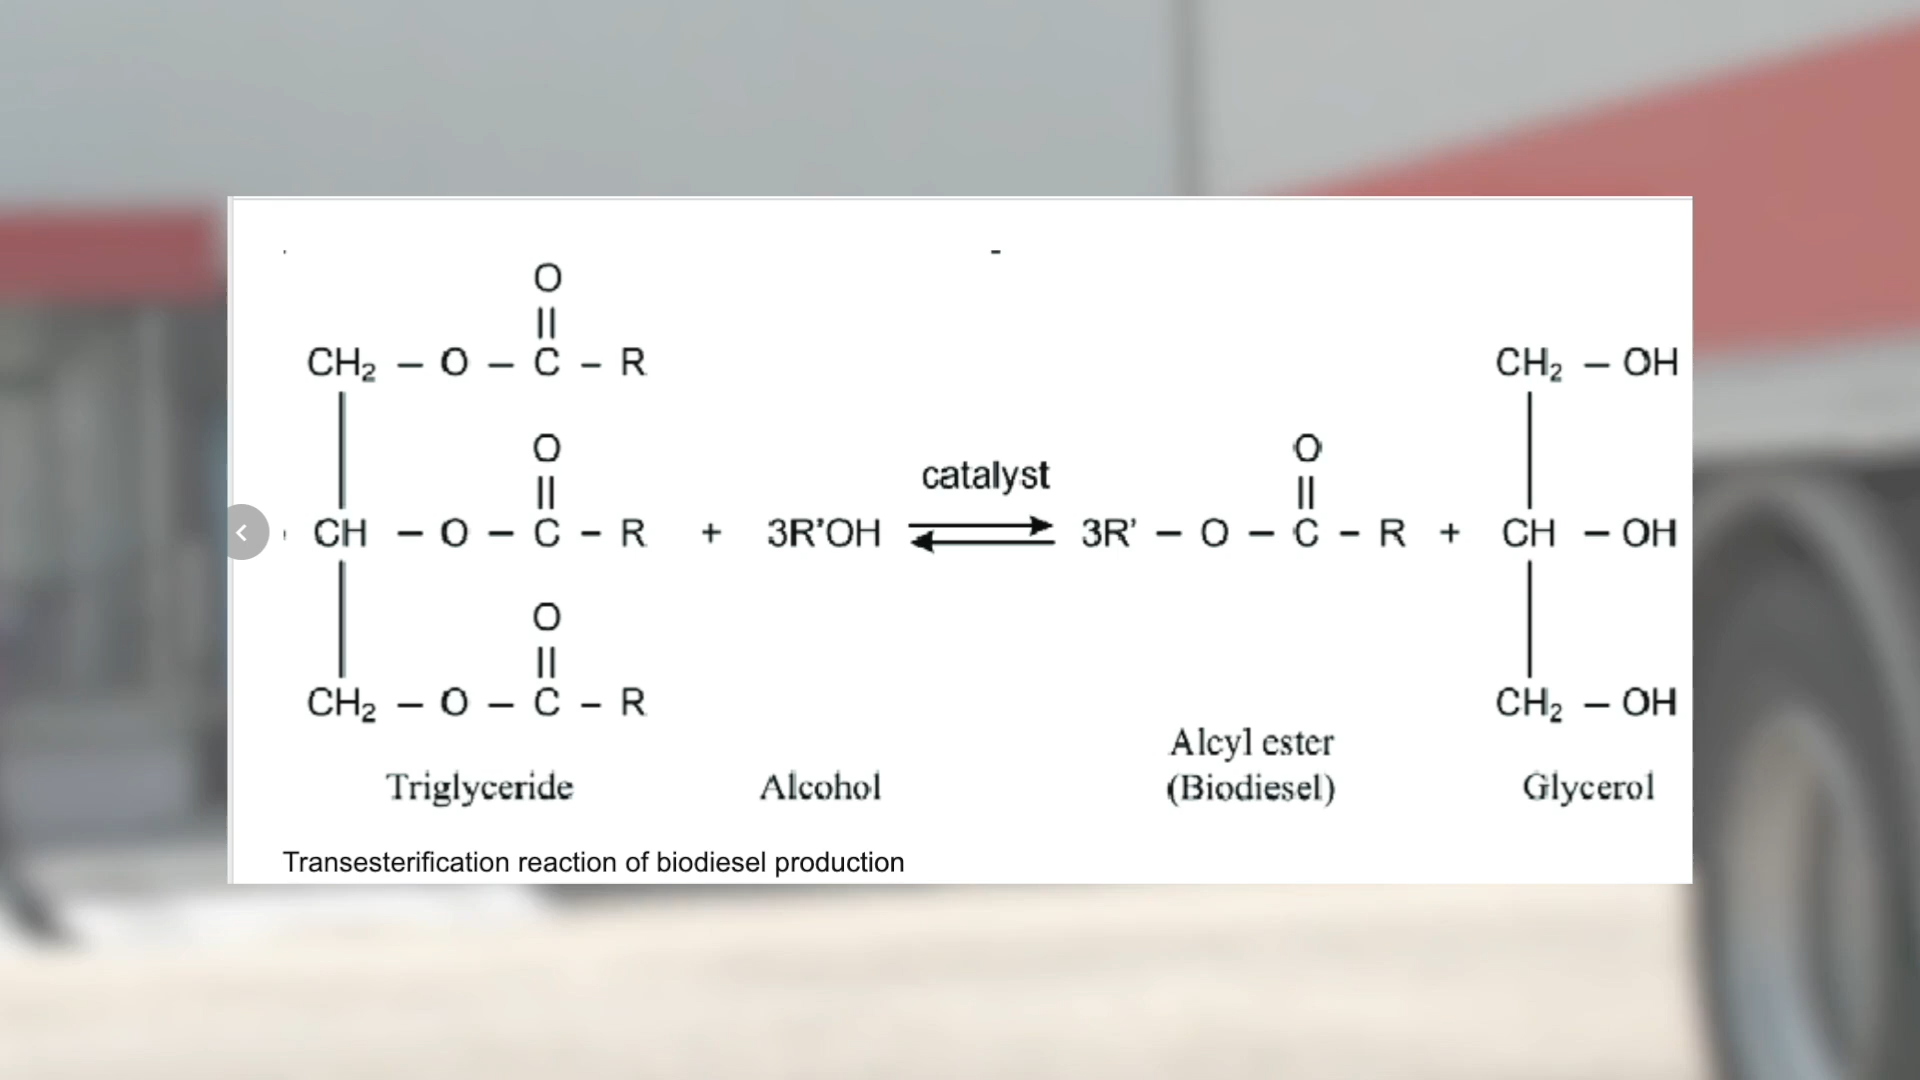 O
||
CH₂ – O – C – R
O
||
CH – O – C – R + 3R’OH catalyst 3R’ – O – C – R + CH – OH
O
||
O
||
CH₂ – O – C – R
CH₂ – OH
CH₂ – OH
Triglyceride
Alcohol
Alcyl ester
(Biodiesel)
Glycerol
Transesterification reaction of biodiesel production